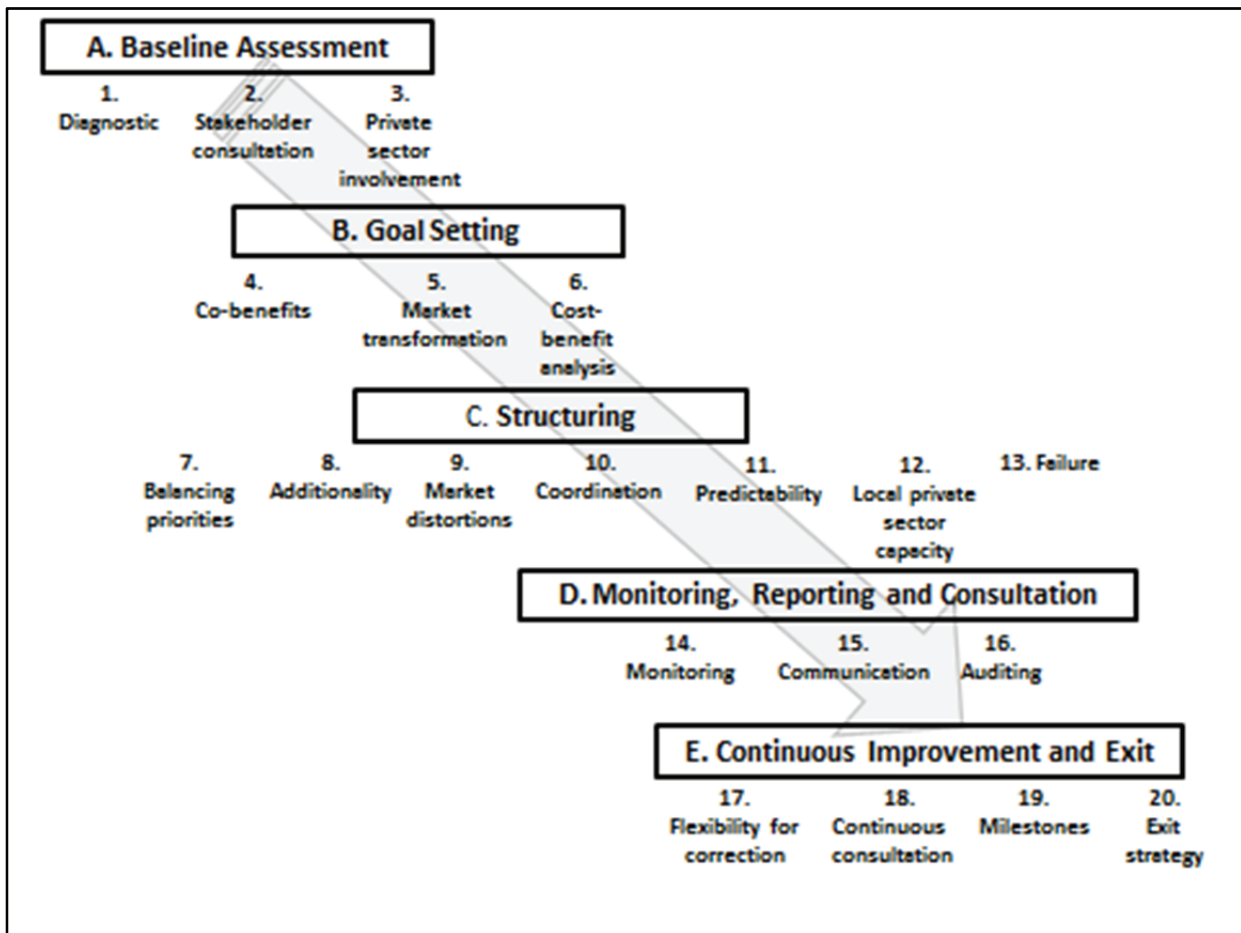 A. Baseline Assessment
1.
Diagnostic
2.
Stakeholder
consultation
3.
Private
sector
involvement
B. Goal Setting
4.
Co-benefits
5.
Market
transformation
6.
Cost-
benefit
analysis
C. Structuring
7.
Balancing
priorities
8.
Additionality
9.
Market
distortions
10.
Coordination
11.
Predictability
12.
Local private
sector
capacity
13. Failure
D. Monitoring, Reporting and Consultation
14.
Monitoring
15.
Communication
16.
Auditing
E. Continuous Improvement and Exit
17.
Flexibility for
correction
18.
Continuous
consultation
19.
Milestones
20.
Exit
strategy